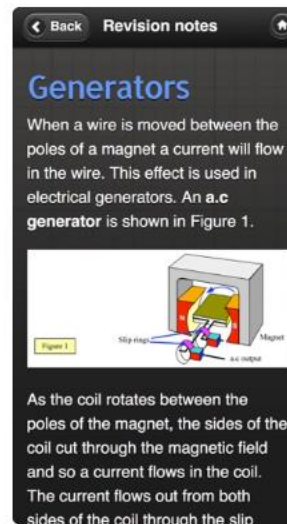 Back Revision notes
Generators
When a wire is moved between the
poles of a magnet a current will flow
in the wire. This effect is used in
electrical generators. An a.c
generator is shown in Figure 1.
Slip-rings
Magnet
Figure 1
a.c output
As the coil rotates between the
poles of the magnet, the sides of the
coil cut through the magnetic field
and so a current flows in the coil.
The current flows out from both
sides of the coil through the slip